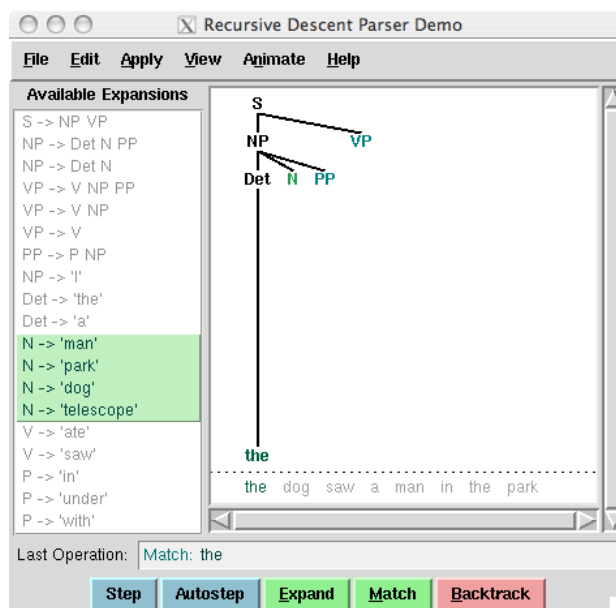 X Recursive Descent Parser Demo
File Edit Apply View Animate Help
Available Expansions
S -> NP VP
NP -> Det N PP
NP -> Det N
VP -> V NP PP
VP -> V NP
VP -> V
PP -> P NP
NP -> 'I'
Det -> 'the'
Det -> 'a'
N -> 'man'
N -> 'park'
N -> 'dog'
N -> 'telescope'
V -> 'ate'
V -> 'saw'
P -> 'in'
P -> 'under'
P -> 'with'
S
NP VP
Det N PP
the
the dog saw a man in the park
Last Operation: Match: the
Step Autostep Expand Match Backtrack